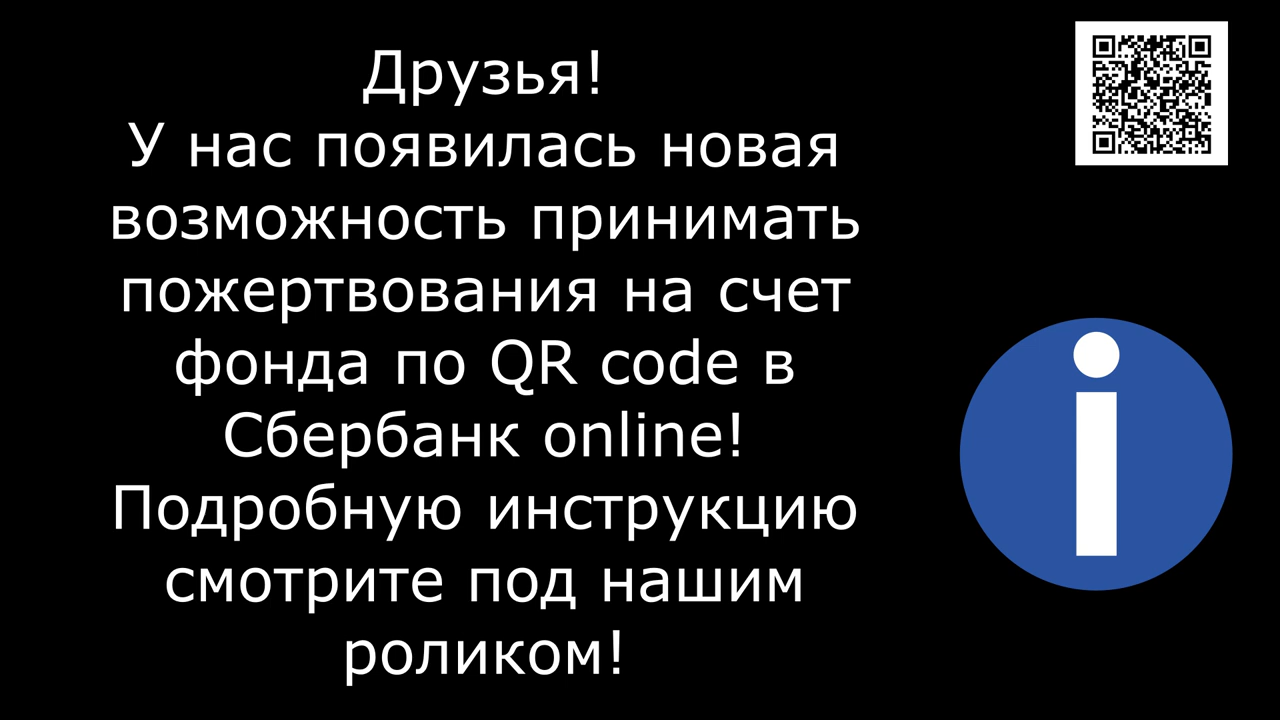 Друзья!
У нас появилась новая
возможность принимать
пожертвования на счет
фонда по QR code в
Сбербанк online!
Подробную инструкцию
смотрите под нашим
роликом!